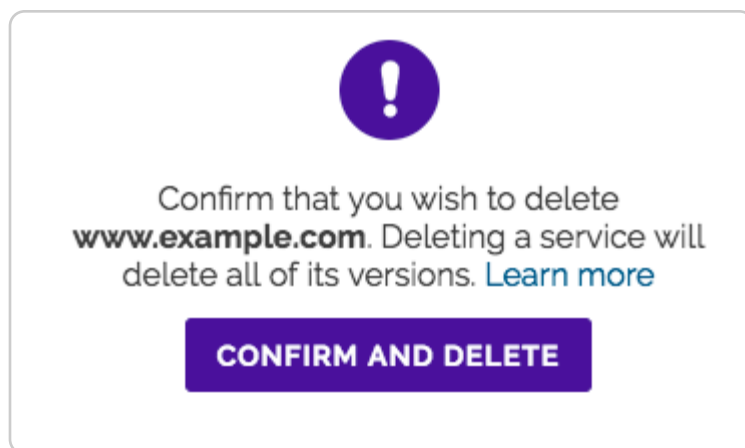 Confirm that you wish to delete
www.example.com. Deleting a service will
delete all of its versions. Learn more
CONFIRM AND DELETE